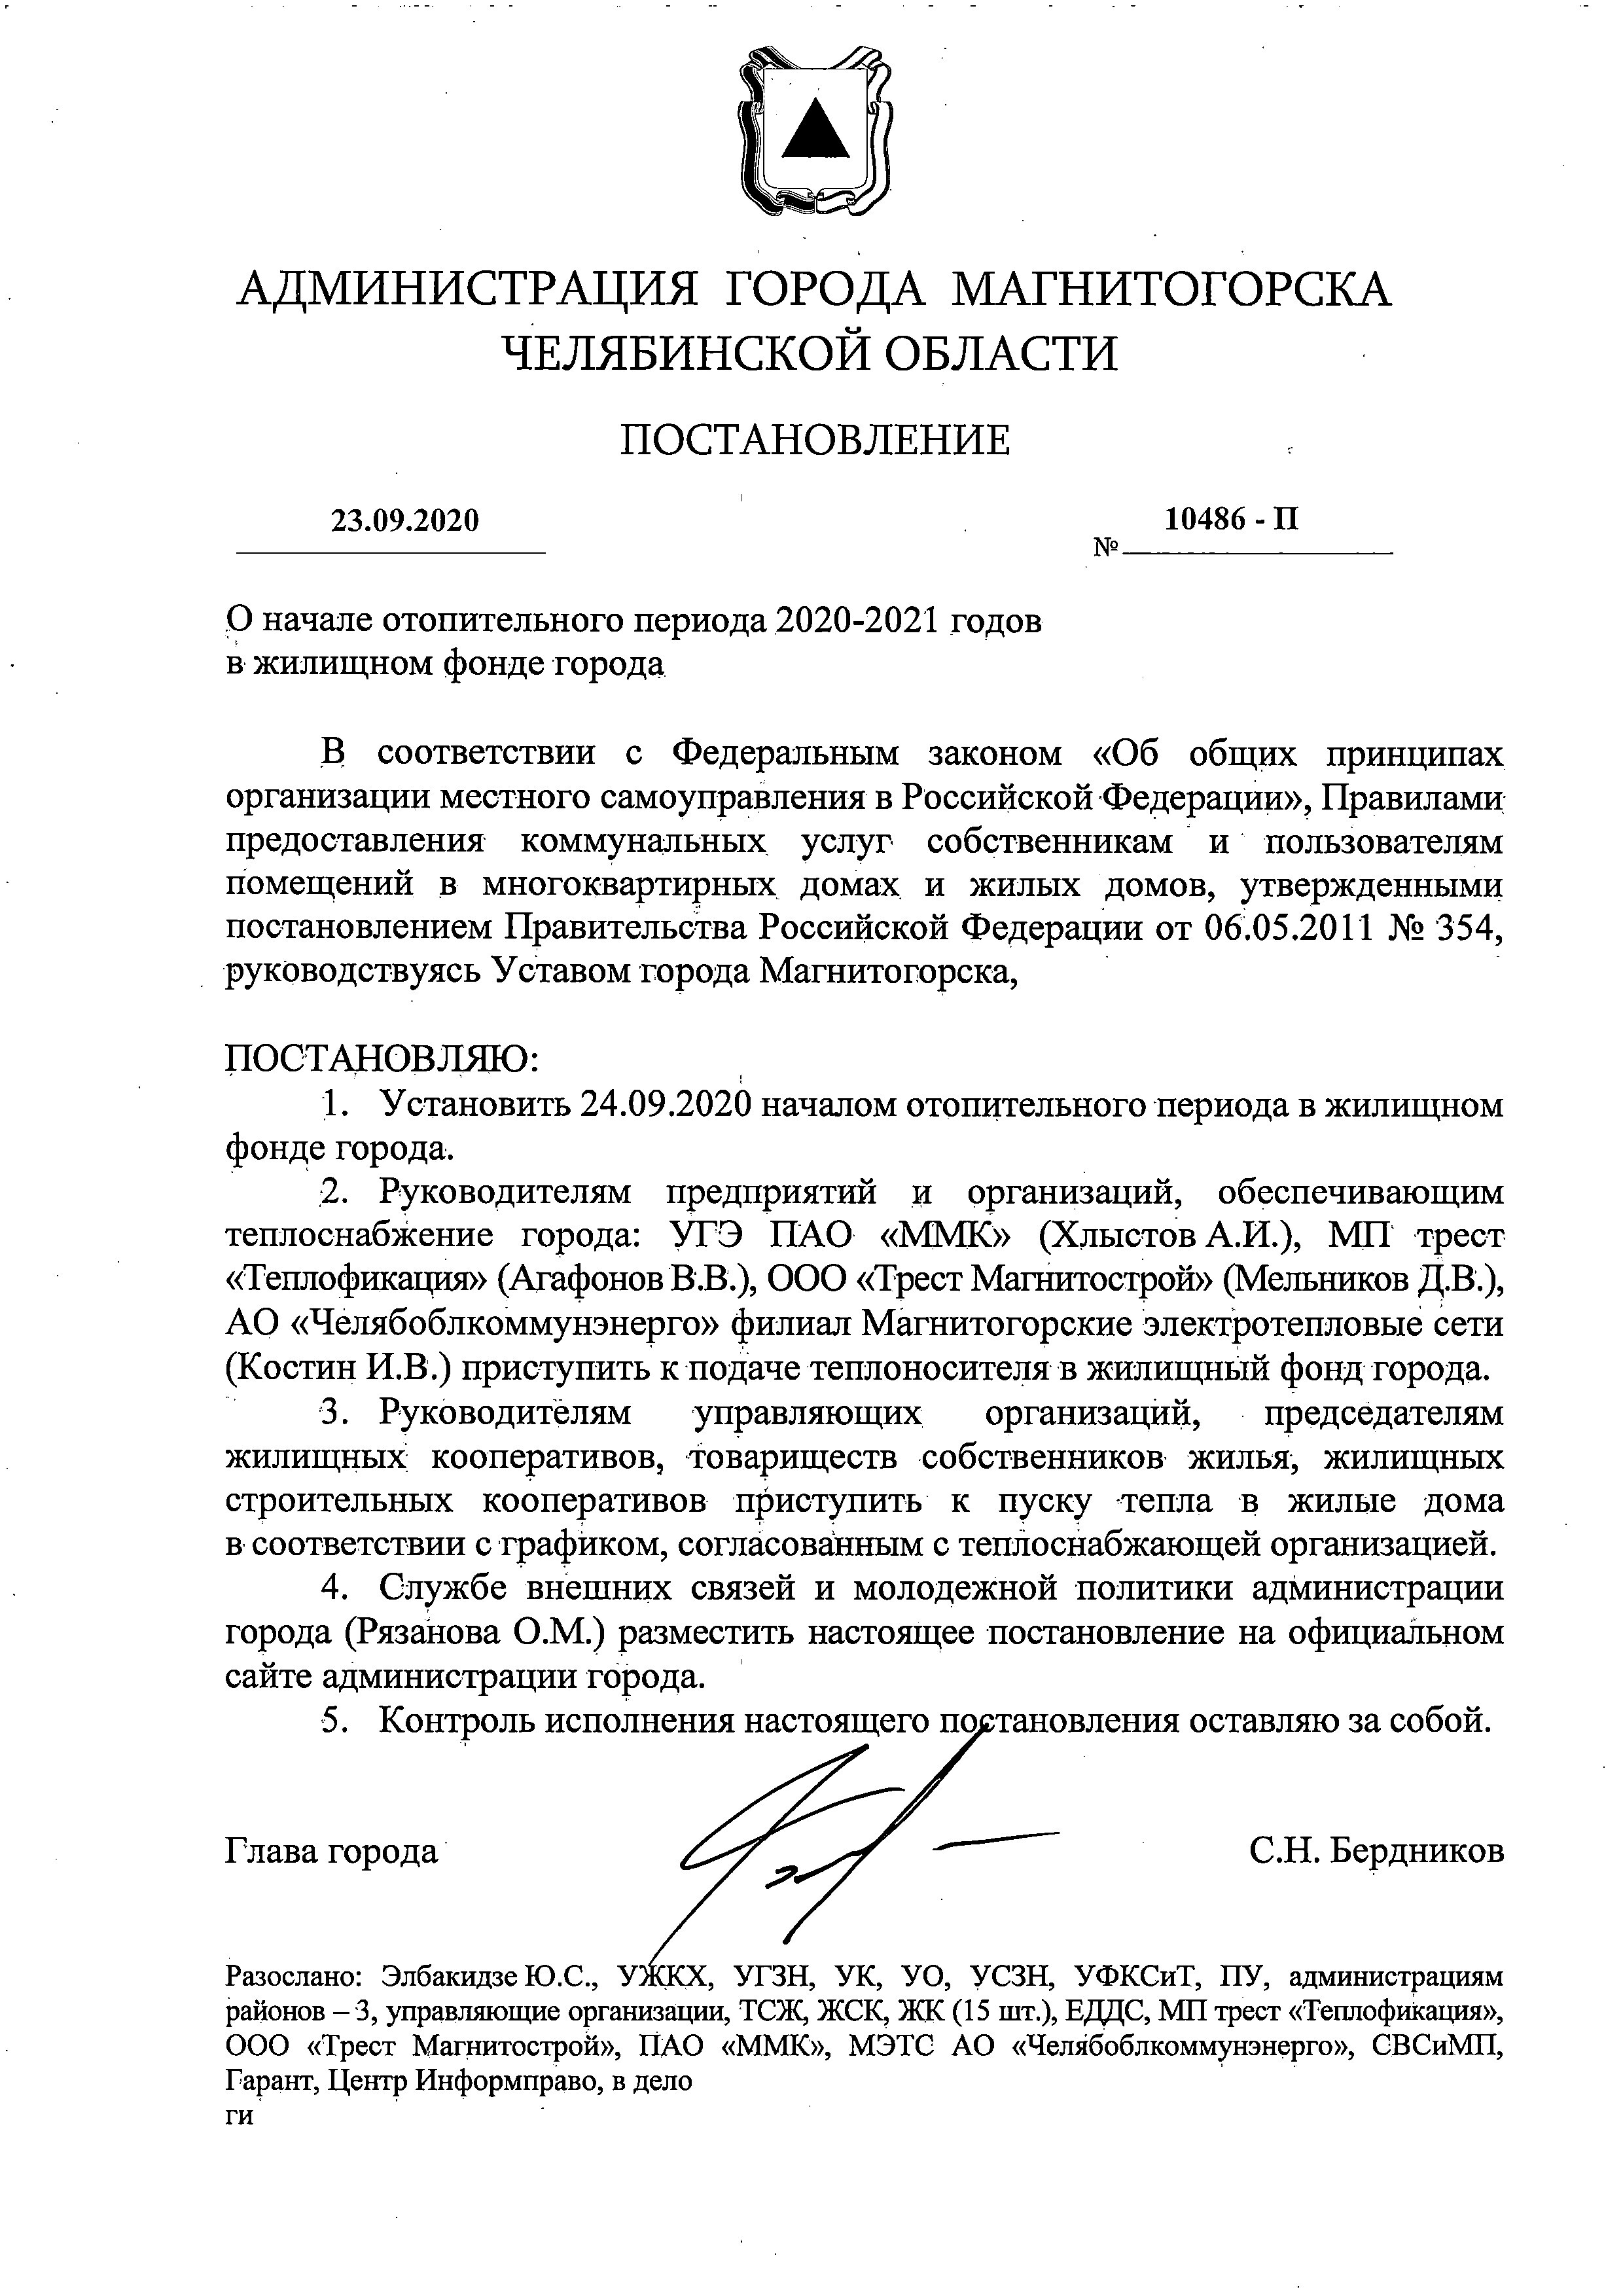 АДМИНИСТРАЦИЯ ГОРОДА МАГНИТОГОРСКА
ЧЕЛЯБИНСКОЙ ОБЛАСТИ
ПОСТАНОВЛЕНИЕ
23.09.2020
10486 - П
№
О начале отопительного периода 2020-2021 годов
в жилищном фонде города
В соответствии с Федеральным законом «Об общих принципах
организации местного самоуправления в Российской Федерации», Правилами
предоставления коммунальных услуг собственникам и пользователям
помещений в многоквартирных домах и жилых домов, утвержденными
постановлением Правительства Российской Федерации от 06.05.2011 № 354,
руководствуясь Уставом города Магнитогорска,
ПОСТАНОВЛЯЮ:
1. Установить 24.09.2020 началом отопительного периода в жилищном
фонде города.
2. Руководителям предприятий и организаций, обеспечивающим
теплоснабжение города: УГЭ ПАО «ММК» (Хлыстов А.И.), МП трест
«Теплофикация» (Агафонов В.В.), ООО «Трест Магнитострой» (Мельников Д.В.),
АО «Челябоблкоммунэнерго» филиал Магнитогорские электротепловые сети
(Костин И.В.) приступить к подаче теплоносителя в жилищный фонд города.
3. Руководителям управляющих организаций, председателям
жилищных кооперативов, товариществ собственников жилья, жилищных
строительных кооперативов приступить к пуску тепла в жилые дома
в соответствии с графиком, согласованным с теплоснабжающей организацией.
4. Службе внешних связей и молодежной политики администрации
города (Рязанова О.М.) разместить настоящее постановление на официальном
сайте администрации города.
5. Контроль исполнения настоящего постановления оставляю за собой.
Глава города С.Н. Бердников
Разослано: Элбакидзе Ю.С., УЖКХ, УГЗН, УК, УО, УСЗН, УФКСиТ, ПУ, администрациям
районов – 3, управляющие организации, ТСЖ, ЖСК, ЖК (15 шт.), ЕДДС, МП трест «Теплофикация»,
ООО «Трест Магнитострой», ПАО «ММК», МЭТС АО «Челябоблкоммунэнерго», СВСиМП,
Гарант, Центр Информправо, в дело
ги